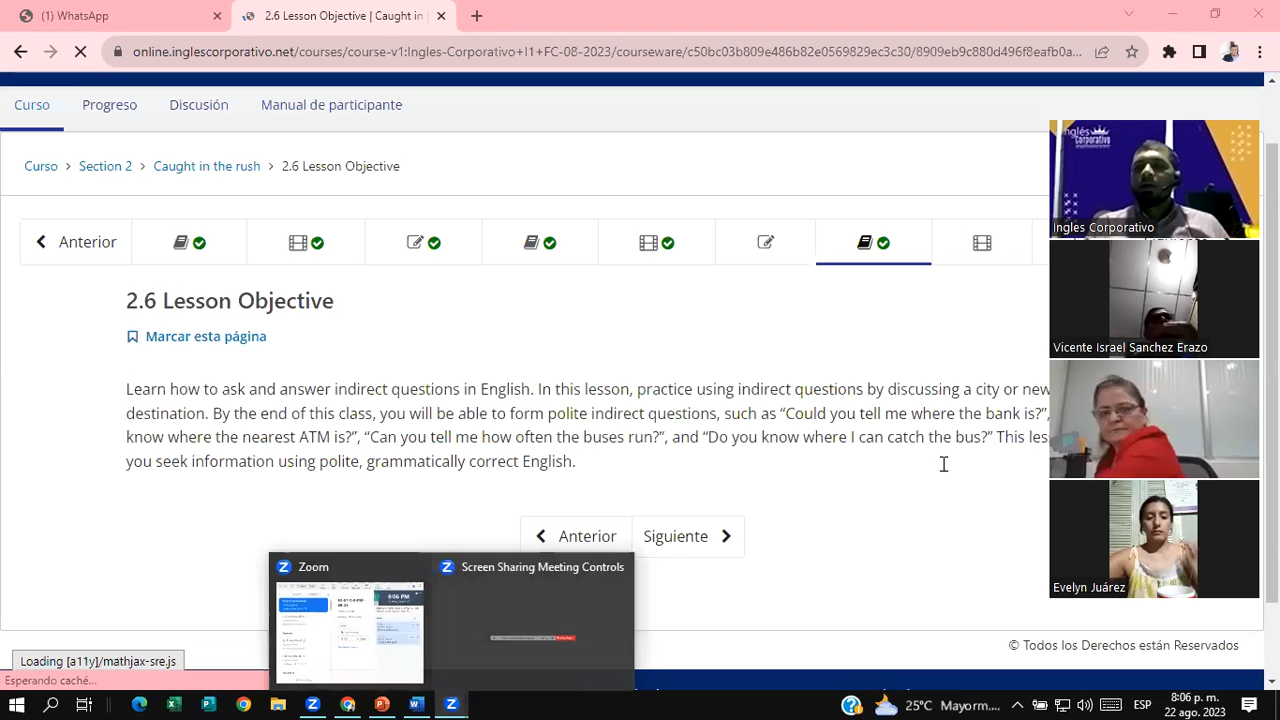 (1) WhatsApp
2.6 Lesson Objective | Caught in t
online.inglescorporativo.net/courses/course-v1:Ingles-Corporativo+I1+FC-08-2023/courseware/c50bc03b809e486b82e0569829ec3c30/8909eb9c880d496f8eafb0a...
Curso Progreso Discusión Manual de participante
Curso > Section 2 > Caught in the rush > 2.6 Lesson Objective
Anterior
2.6 Lesson Objective
Marcar esta página
Learn how to ask and answer indirect questions in English. In this lesson, practice using indirect questions by discussing a city or new
destination. By the end of this class, you will be able to form polite indirect questions, such as “Could you tell me where the bank is?”,
know where the nearest ATM is?”, “Can you tell me how often the buses run?”, and “Do you know where I can catch the bus?” This les
you seek information using polite, grammatically correct English.
Anterior Siguiente
Inglés
Corporativo
Ingles Corporativo
Vicente Israel Sanchez Erazo
Evelyn Juárez
Zoom
Screen Sharing Meeting Controls
8:06 PM
© Todos los Derechos están Reservados
Loading [a11y]/mathjax-sre.js
Esperando caché...
25°C Mayorm... ESP
8:06 p. m.
22 ago. 2023